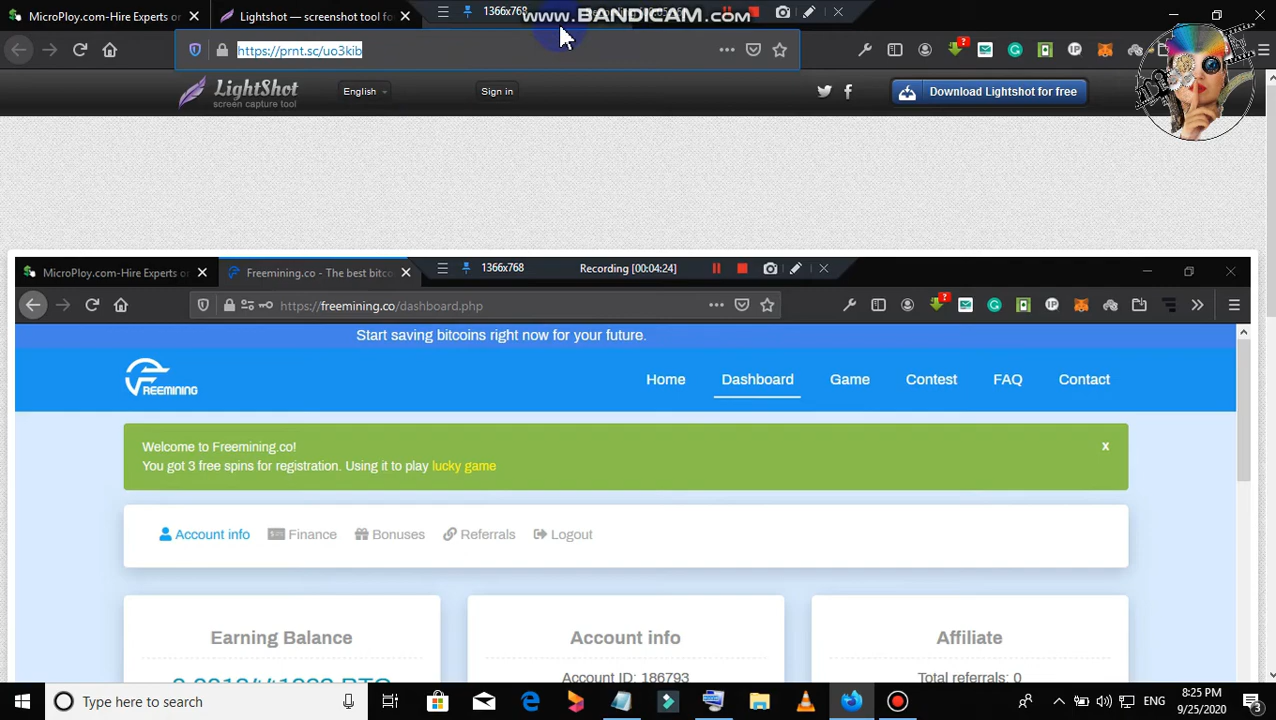 MicroPloy.com-Hire Experts or
Lightshot — screenshot tool for
1366x768
www.BANDICAM.com
https://prnt.sc/uo3kib
LightShot
screen capture tool
English
Sign in
Download Lightshot for free
MicroPloy.com-Hire Experts or
Freemining.co - The best bitco
1366x768
Recording [00:04:24]
https://freemining.co/dashboard.php
Start saving bitcoins right now for your future.
FREEMINING
Home
Dashboard
Game
Contest
FAQ
Contact
Welcome to Freemining.co!
x
You got 3 free spins for registration. Using it to play lucky game
Account info
Finance
Bonuses
Referrals
Logout
Earning Balance
Account info
Affiliate
Account ID: 186793
Total referrals: 0
Type here to search
ENG
8:25 PM
9/25/2020
3